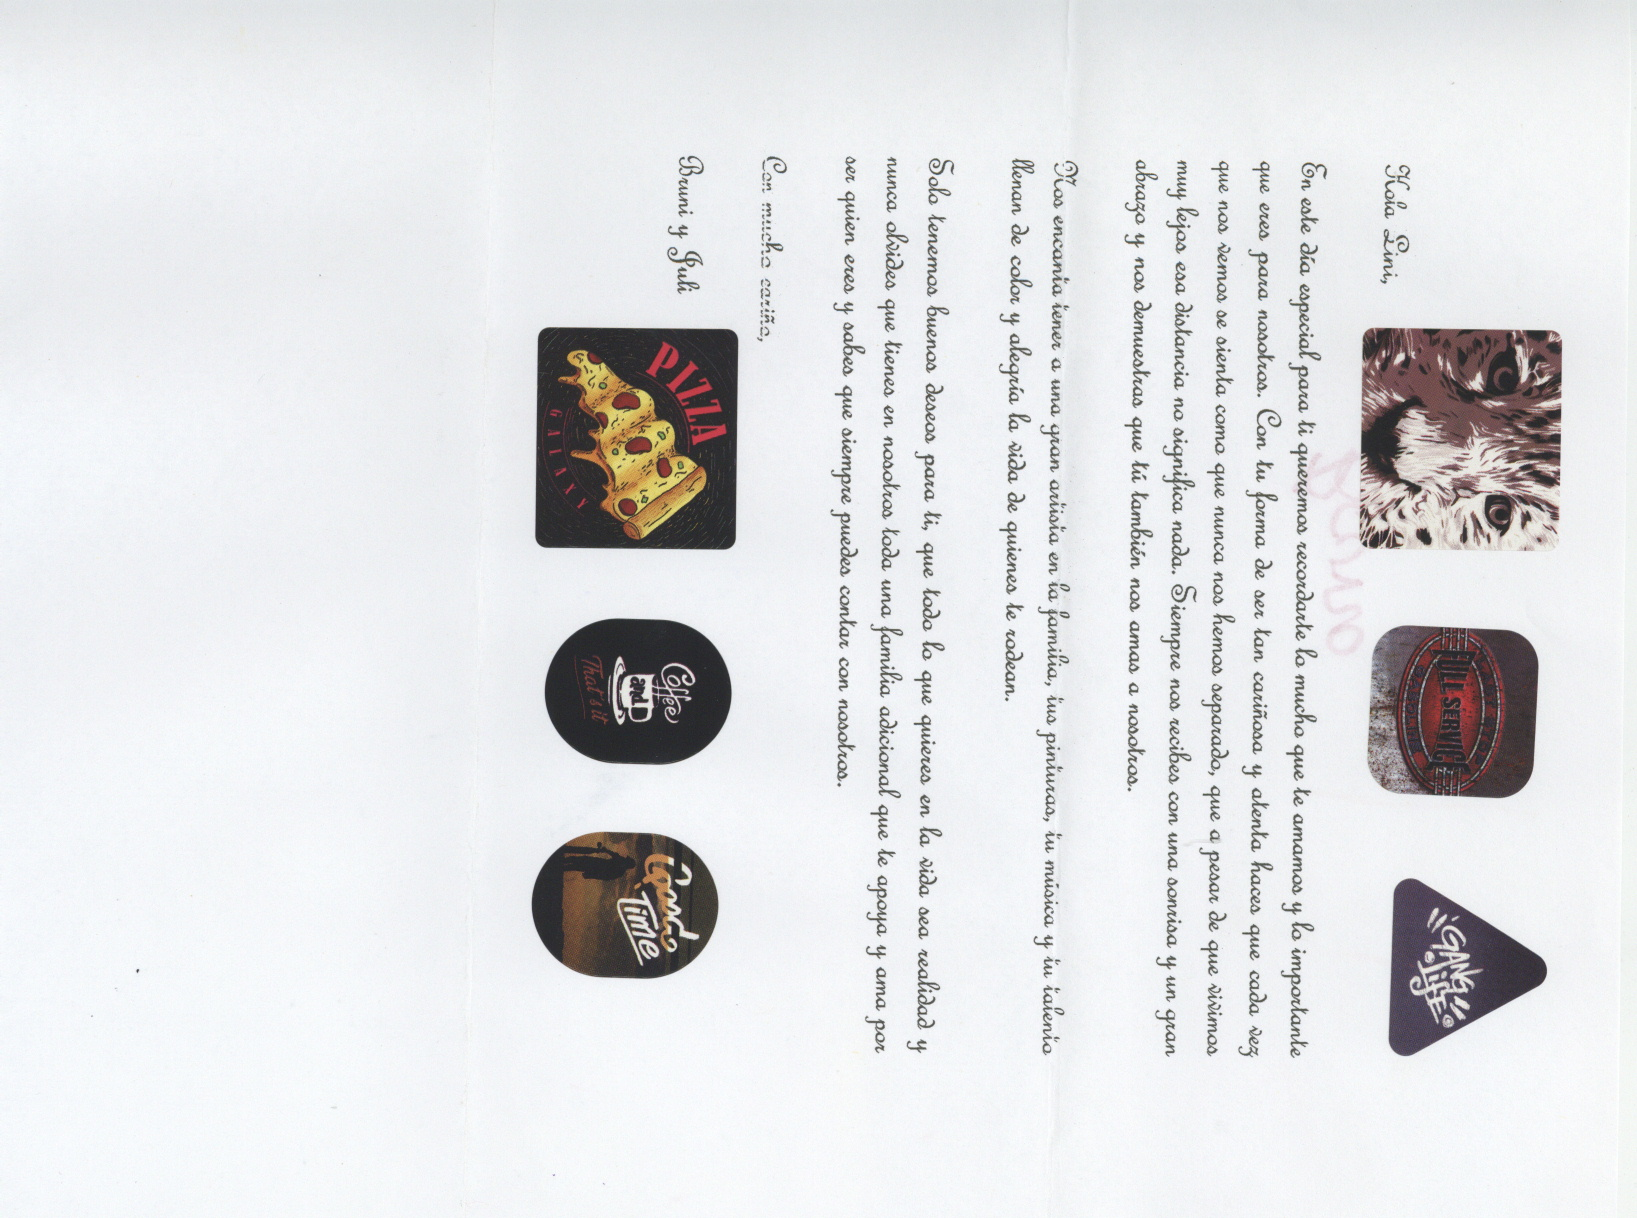 Hola Lini,
En este día especial para ti queremos recordarte lo mucho que te amamos y lo importante
que eres para nosotros. Con tu forma de ser tan cariñosa y atenta haces que cada vez
que nos vemos se sienta como que nunca nos hemos separado, que a pesar de que vivimos
muy lejos esa distancia no significa nada. Siempre nos recibes con una sonrisa y un gran
abrazo y nos demuestras que tú también nos amas a nosotros.
Nos encanta tener a una gran artista en la familia, tus pinturas, tu música y tu talento
llenan de color y alegría la vida de quienes te rodean.
Solo tenemos buenos deseos para ti, que todo lo que quieres en la vida sea realidad y
nunca olvides que tienes en nosotros toda una familia adicional que te apoya y ama por
ser quien eres y sabes que siempre puedes contar con nosotros.
Con mucho cariño,
Bruni y Juli
FULL SERVICE
GANG
LIFE
PIZZA
GALAXY
Coffee
and
That's it
Time